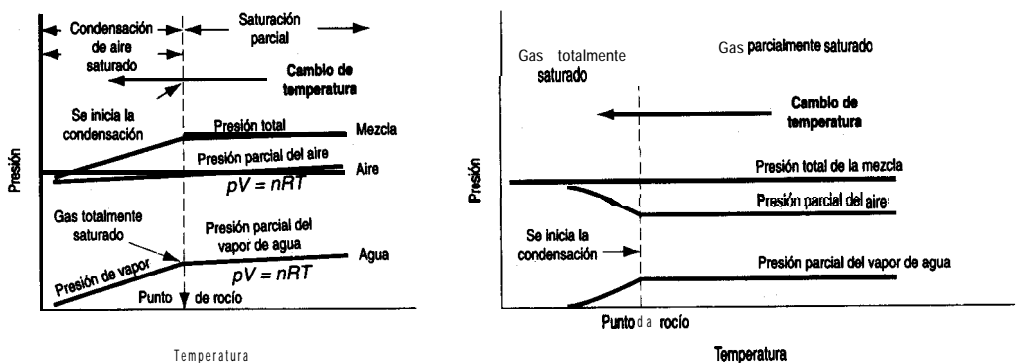 Condensación
de aire
saturado
Saturación
parcial
Cambio de
temperatura
Se inicia la
condensación
Presión total
Mezcla
Presión parcial del aire
Aire
pV = nRT
Presión
Gas totalmente
saturado
Presión parcial del
vapor de agua
Agua
Presión de vapor
pV = nRT
Punto de rocío
Temperatura
Gas totalmente
saturado
Gas parcialmente saturado
Cambio de
temperatura
Presión
Presión total de la mezcla
Presión parcial del aire
Se inicia la
condensación
Presión parcial del vapor de agua
Punto da rocío
Temperatura